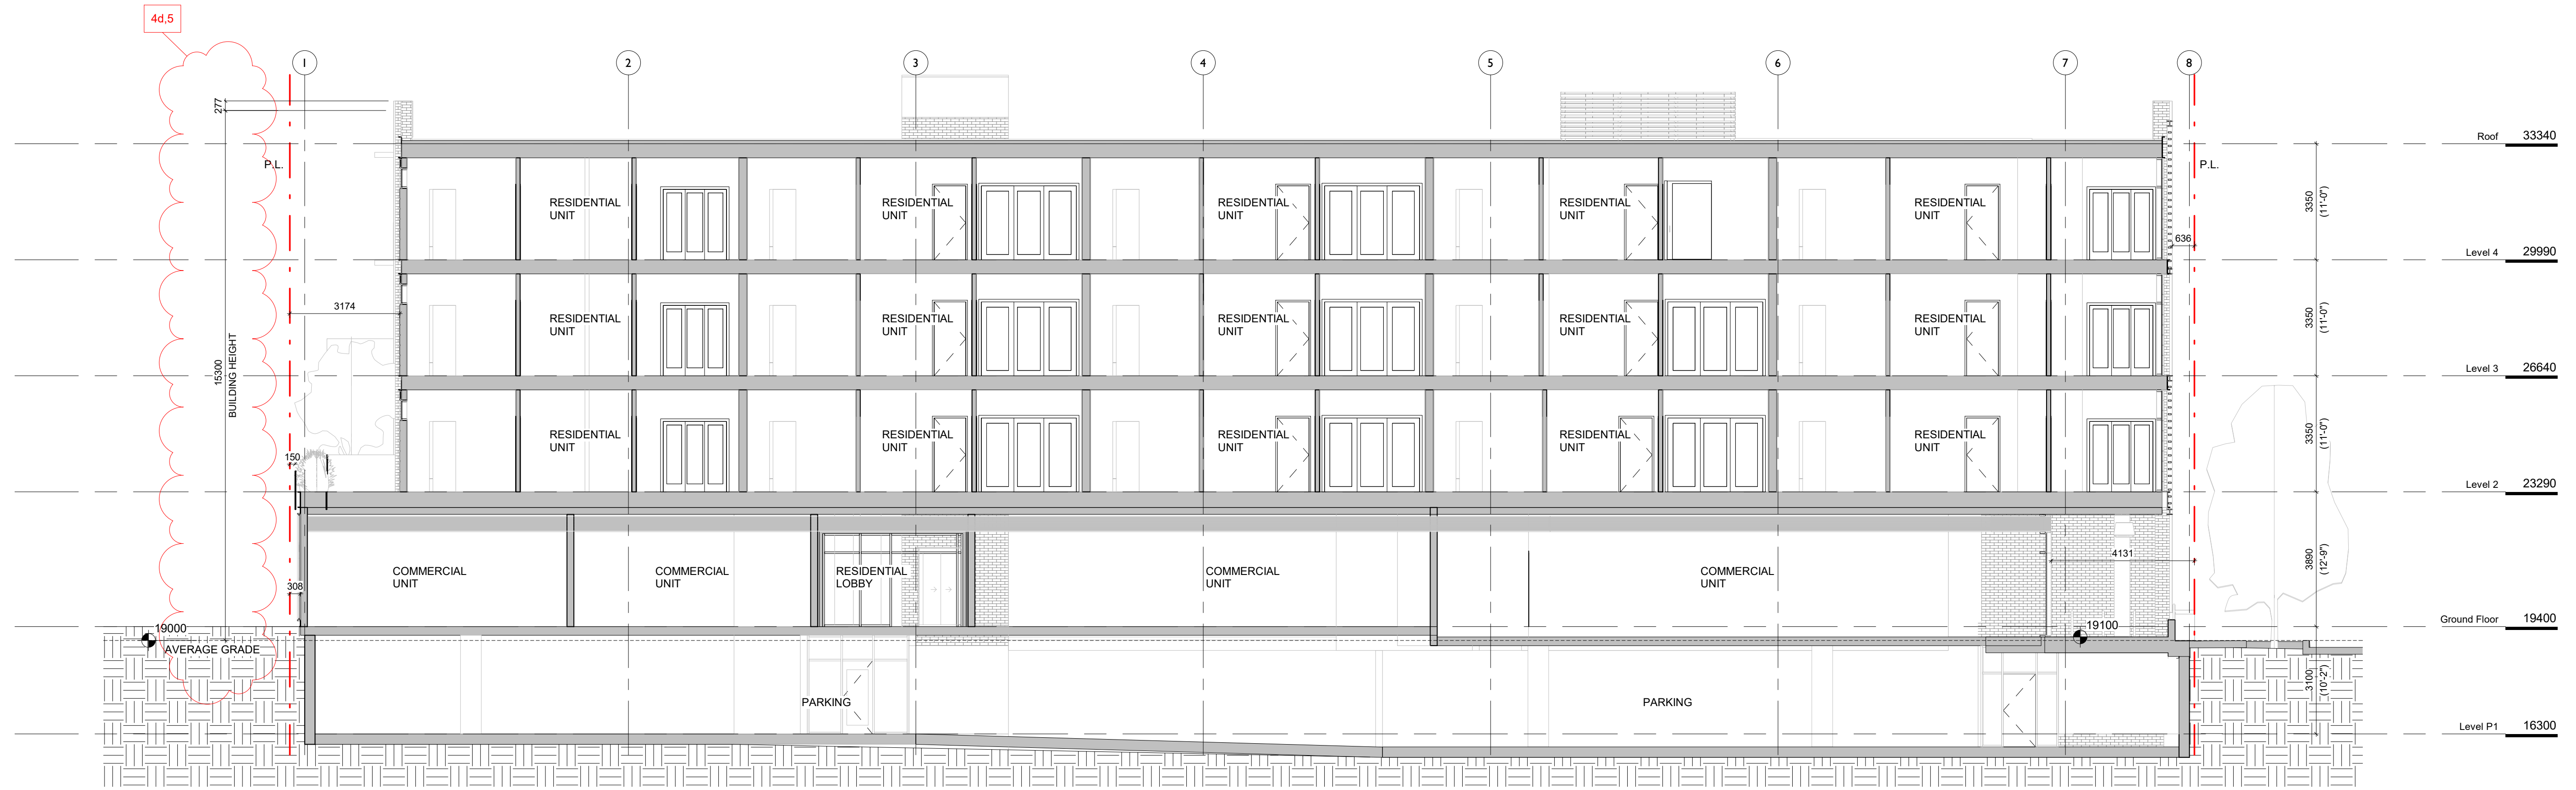 4d,5
1 2 3 4 5 6 7 8
277
Roof 33340
P.L.
P.L.
RESIDENTIAL
UNIT
RESIDENTIAL
UNIT
RESIDENTIAL
UNIT
RESIDENTIAL
UNIT
RESIDENTIAL
UNIT
3350
(11'-0")
636
Level 4 29990
3174
RESIDENTIAL
UNIT
RESIDENTIAL
UNIT
RESIDENTIAL
UNIT
RESIDENTIAL
UNIT
RESIDENTIAL
UNIT
3350
(11'-0")
15300
BUILDING HEIGHT
Level 3 26640
RESIDENTIAL
UNIT
RESIDENTIAL
UNIT
RESIDENTIAL
UNIT
RESIDENTIAL
UNIT
RESIDENTIAL
UNIT
3350
(11'-0")
150
Level 2 23290
308
COMMERCIAL
UNIT
COMMERCIAL
UNIT
RESIDENTIAL
LOBBY
COMMERCIAL
UNIT
COMMERCIAL
UNIT
4131
3890
(12'-9")
Ground Floor 19400
19000
AVERAGE GRADE
19100
PARKING
PARKING
3100
(10'-2")
Level P1 16300